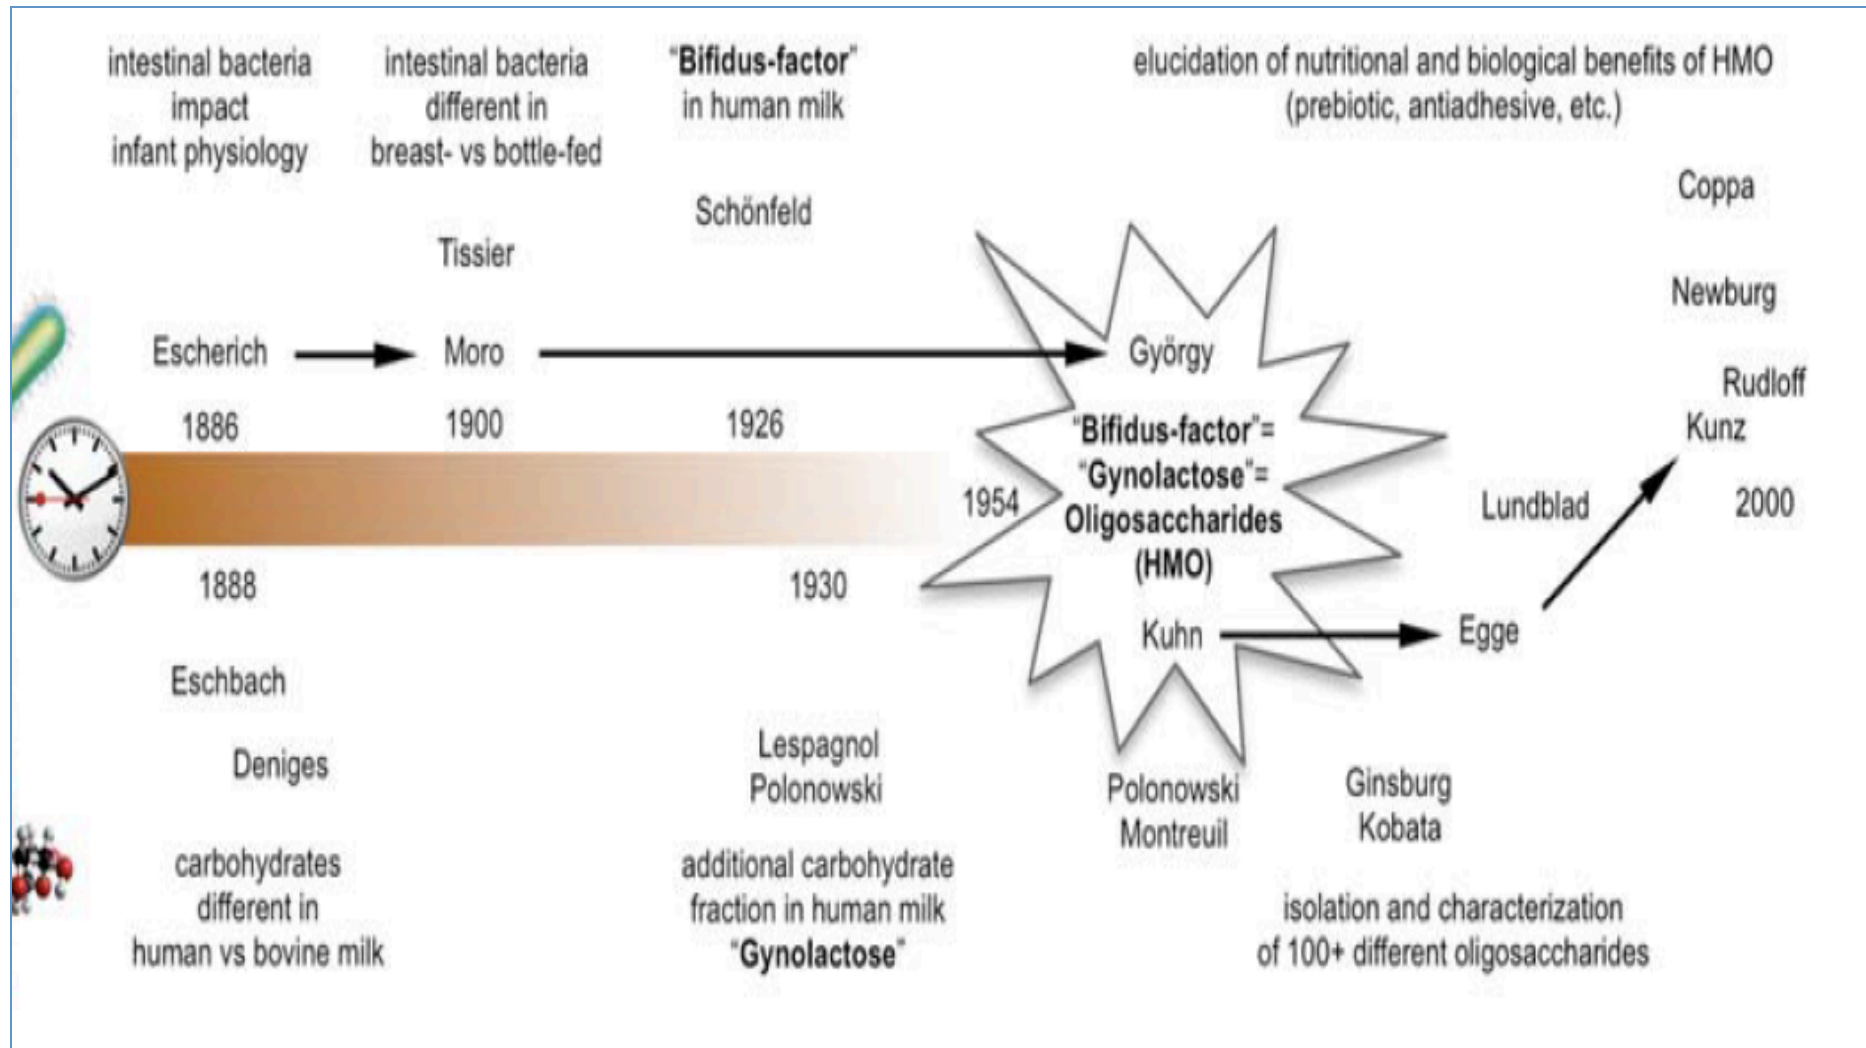 intestinal bacteria
impact
infant physiology
intestinal bacteria
different in
breast- vs bottle-fed
"Bifidus-factor"
in human milk
elucidation of nutritional and biological benefits of HMO
(prebiotic, antiadhesive, etc.)
Coppa
Schönfeld
Tissier
Newburg
Escherich
Moro
György
Rudloff
Kunz
1886
1900
1926
"Bifidus-factor"=
"Gynolactose"=
Oligosaccharides
(HMO)
1954
Lundblad
2000
1888
1930
Kuhn
Egge
Eschbach
Deniges
Lespagnol
Polonowski
Polonowski
Montreuil
Ginsburg
Kobata
carbohydrates
different in
human vs bovine milk
additional carbohydrate
fraction in human milk
"Gynolactose"
isolation and characterization
of 100+ different oligosaccharides